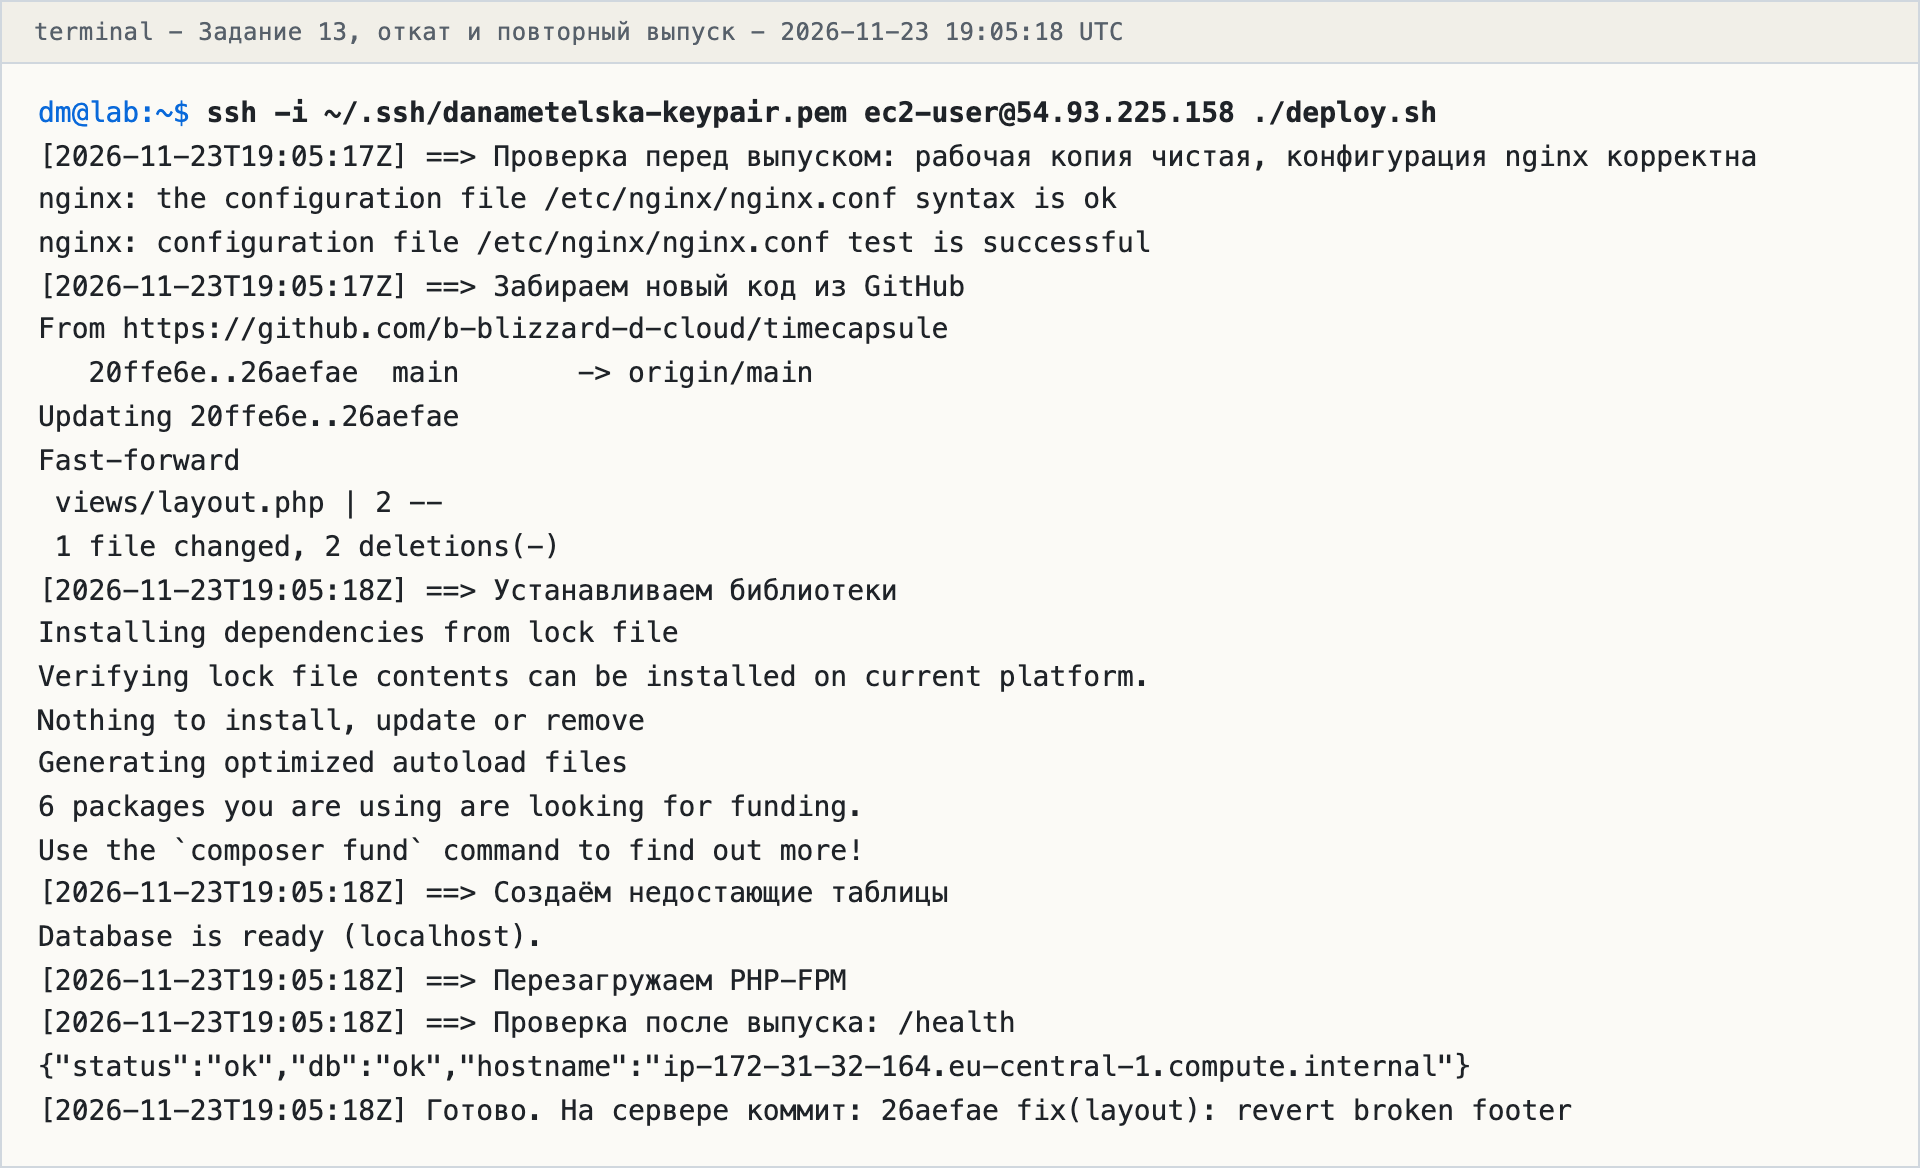 terminal — Задание 13, откат и повторный выпуск — 2026-11-23 19:05:18 UTC
dm@lab:~$ ssh -i ~/.ssh/danametelska-keypair.pem ec2-user@54.93.225.158 ./deploy.sh
[2026-11-23T19:05:17Z] ==> Проверка перед выпуском: рабочая копия чистая, конфигурация nginx корректна
nginx: the configuration file /etc/nginx/nginx.conf syntax is ok
nginx: configuration file /etc/nginx/nginx.conf test is successful
[2026-11-23T19:05:17Z] ==> Забираем новый код из GitHub
From https://github.com/b-blizzard-d-cloud/timecapsule
   20ffe6e..26aefae  main       -> origin/main
Updating 20ffe6e..26aefae
Fast-forward
 views/layout.php | 2 --
 1 file changed, 2 deletions(-)
[2026-11-23T19:05:18Z] ==> Устанавливаем библиотеки
Installing dependencies from lock file
Verifying lock file contents can be installed on current platform.
Nothing to install, update or remove
Generating optimized autoload files
6 packages you are using are looking for funding.
Use the `composer fund` command to find out more!
[2026-11-23T19:05:18Z] ==> Создаём недостающие таблицы
Database is ready (localhost).
[2026-11-23T19:05:18Z] ==> Перезагружаем PHP-FPM
[2026-11-23T19:05:18Z] ==> Проверка после выпуска: /health
{"status":"ok","db":"ok","hostname":"ip-172-31-32-164.eu-central-1.compute.internal"}
[2026-11-23T19:05:18Z] Готово. На сервере коммит: 26aefae fix(layout): revert broken footer